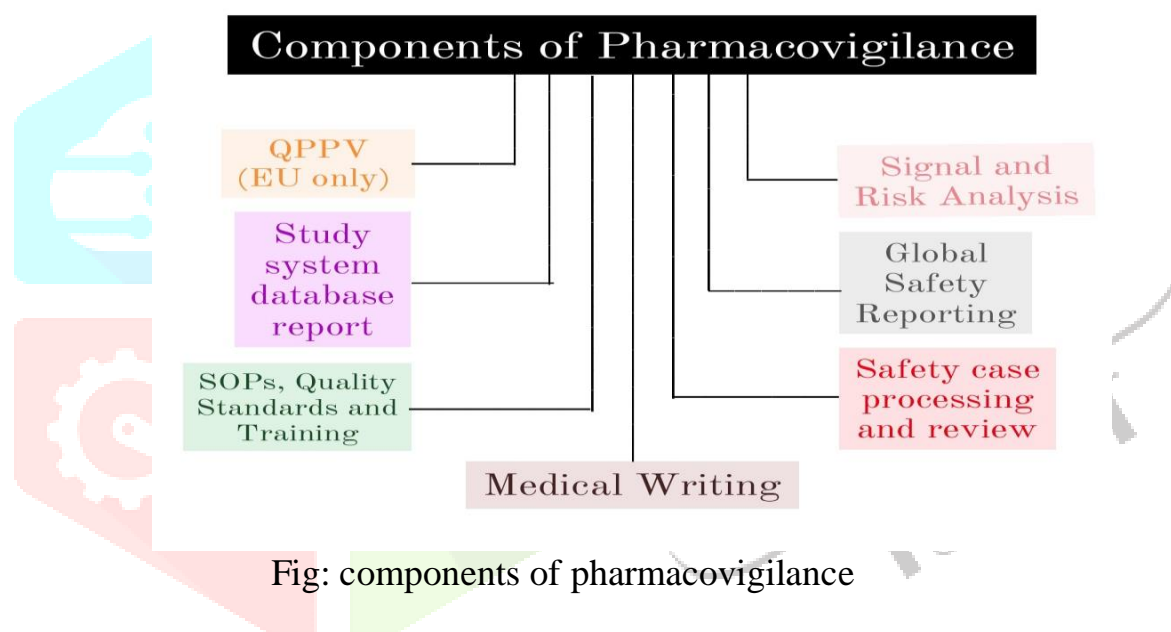 Components of Pharmacovigilance
QPPV
(EU only)
Study
system
database
report
SOPs, Quality
Standards and
Training
Medical Writing
Signal and
Risk Analysis
Global
Safety
Reporting
Safety case
processing
and review
Fig: components of pharmacovigilance